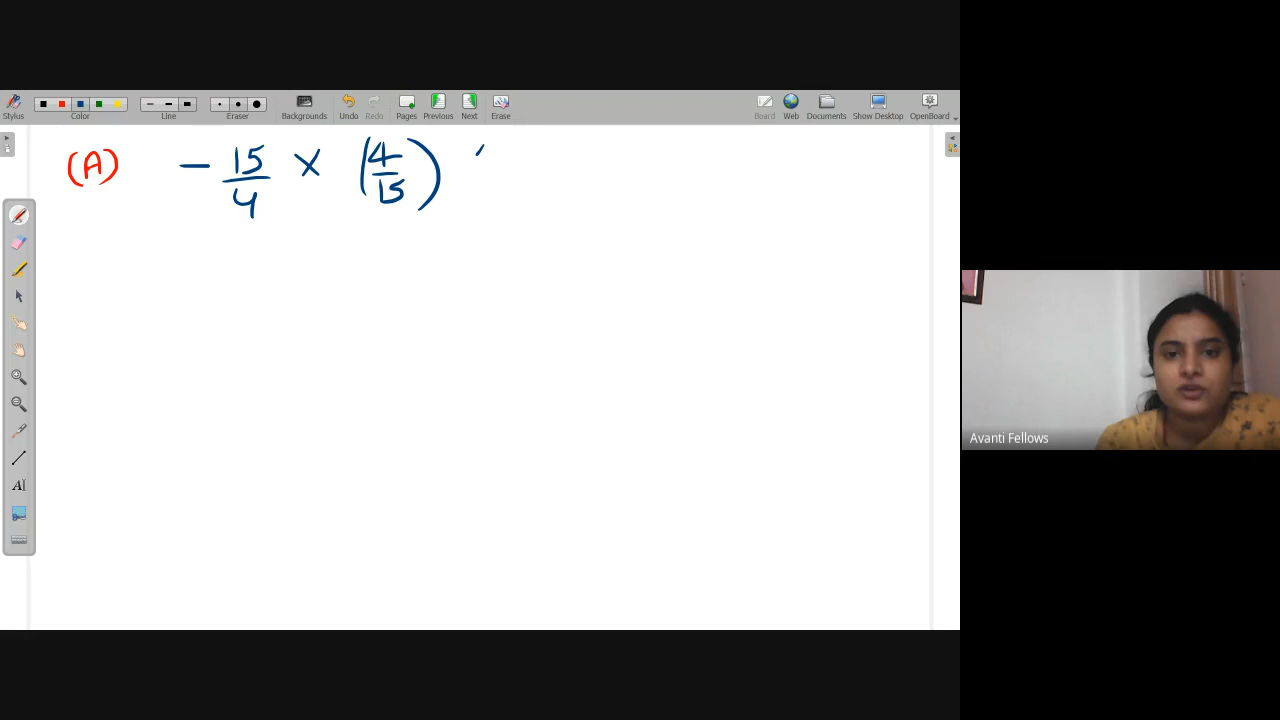 Stylus Color Line Eraser Backgrounds Undo Redo Pages Previous Next Erase Board Web Documents Show Desktop OpenBoard
(A) - 15/4 × (4/15)
AI
Avanti Fellows